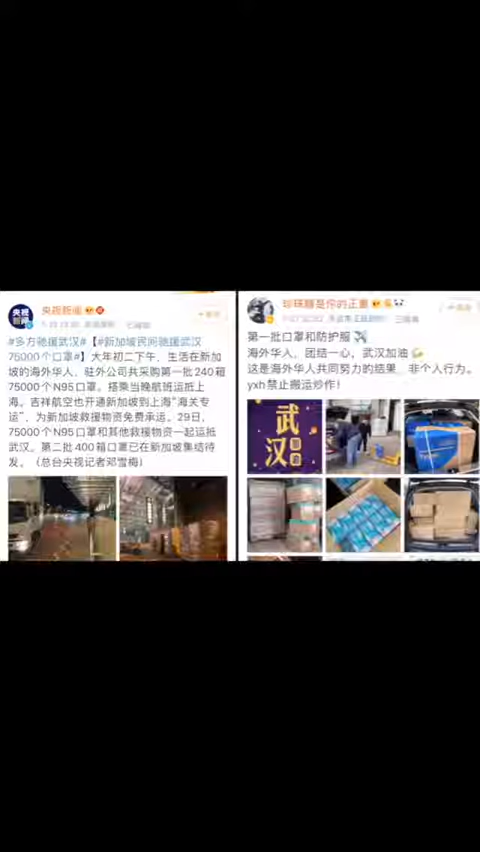 央视新闻
#多方驰援武汉#【#新加坡民间驰援武汉
75000个口罩#】大年初二下午，生活在新加
坡的海外华人、驻外公司共采购第一批240箱
75000个N95口罩。搭乘当晚航班运抵上
海。吉祥航空也开通新加坡到上海“海关专
运”，为新加坡救援物资免费承运。29日，
75000个N95口罩和其他救援物资一起运抵
武汉。第二批400箱口罩已在新加坡集结待
发。（总台央视记者邓雪梅）
是你的正重
第一批口罩和防护服
海外华人，团结一心，武汉加油
这是海外华人共同努力的结果，非个人行为。
yxh禁止搬运炒作！
武
汉